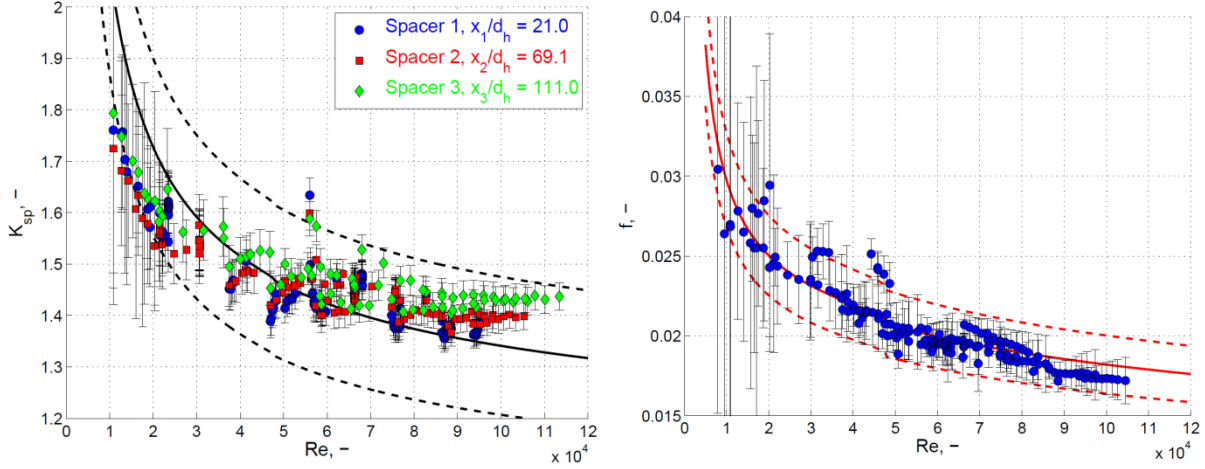 2
1.9
1.8
1.7
1.6
1.5
1.4
1.3
1.2
K_sp, −
Spacer 1, x_1/d_h = 21.0
Spacer 2, x_2/d_h = 69.1
Spacer 3, x_3/d_h = 111.0
0 1 2 3 4 5 6 7 8 9 10 11 12
Re, −
x 10^4
0.04
0.035
0.03
0.025
0.02
0.015
f, −
0 1 2 3 4 5 6 7 8 9 10 11 12
Re, −
x 10^4